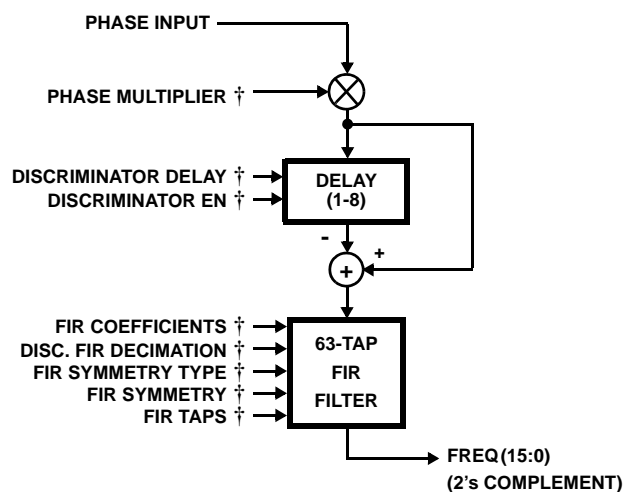 PHASE INPUT
PHASE MULTIPLIER †
DISCRIMINATOR DELAY †
DISCRIMINATOR EN †
DELAY
(1-8)
-
+
+
FIR COEFFICIENTS †
DISC. FIR DECIMATION †
FIR SYMMETRY TYPE †
FIR SYMMETRY †
FIR TAPS †
63-TAP
FIR
FILTER
FREQ(15:0)
(2's COMPLEMENT)